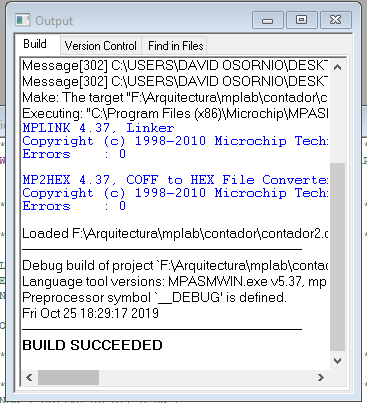 Output
Build Version Control Find in Files
Message[302] C:\USERS\DAVID OSORNIO\DESKT
Message[302] C:\USERS\DAVID OSORNIO\DESKT
Make: The target "F:\Arquitectura\mplab\contador\c
Executing: "C:\Program Files (x86)\Microchip\MPASM
MPLINK 4.37, Linker
Copyright (c) 1998-2010 Microchip Techn
Errors : 0
MP2HEX 4.37, COFF to HEX File Converte
Copyright (c) 1998-2010 Microchip Techn
Errors : 0
Loaded F:\Arquitectura\mplab\contador\contador2.c
Debug build of project `F:\Arquitectura\mplab\conta
Language tool versions: MPASMWIN.exe v5.37, mp
Preprocessor symbol `__DEBUG' is defined.
Fri Oct 25 18:29:17 2019
BUILD SUCCEEDED